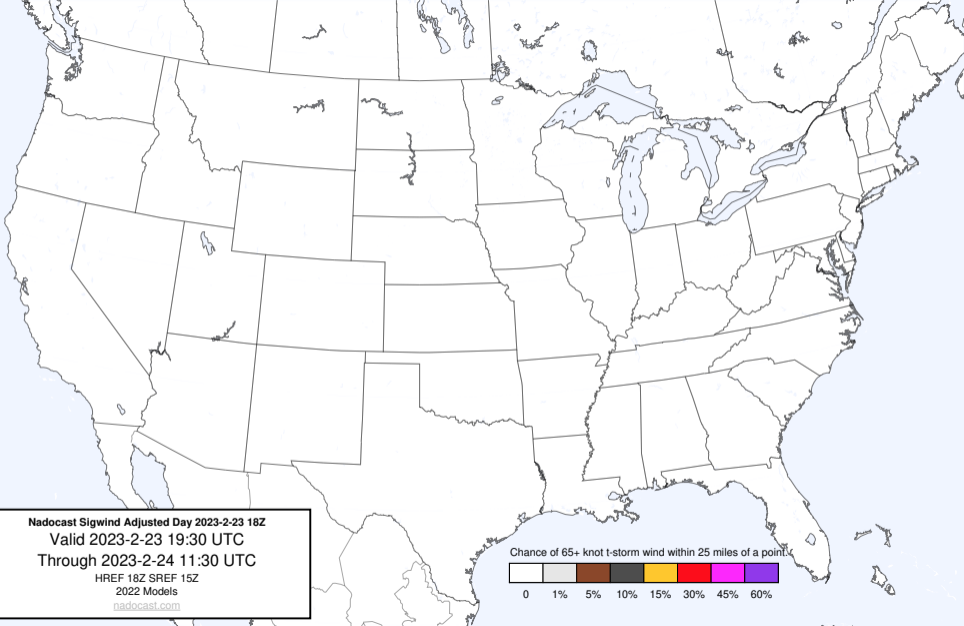 Nadocast Sigwind Adjusted Day 2023-2-23 18Z
Valid 2023-2-23 19:30 UTC
Through 2023-2-24 11:30 UTC
HREF 18Z SREF 15Z
2022 Models
nadocast.com
Chance of 65+ knot t-storm wind within 25 miles of a point.
0 1% 5% 10% 15% 30% 45% 60%